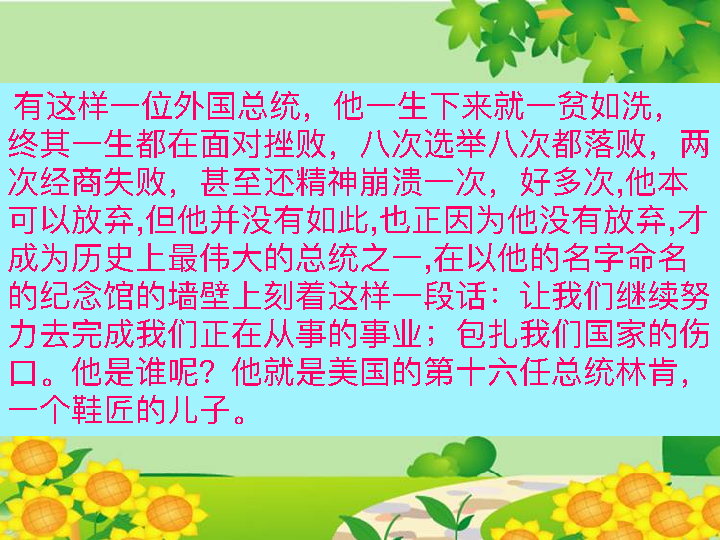 有这样一位外国总统，他一生下来就一贫如洗，
终其一生都在面对挫败，八次选举八次都落败，两
次经商失败，甚至还精神崩溃一次，好多次,他本
可以放弃,但他并没有如此,也正因为他没有放弃,才
成为历史上最伟大的总统之一,在以他的名字命名
的纪念馆的墙壁上刻着这样一段话：让我们继续努
力去完成我们正在从事的事业；包扎我们国家的伤
口。他是谁呢？他就是美国的第十六任总统林肯，
一个鞋匠的儿子。